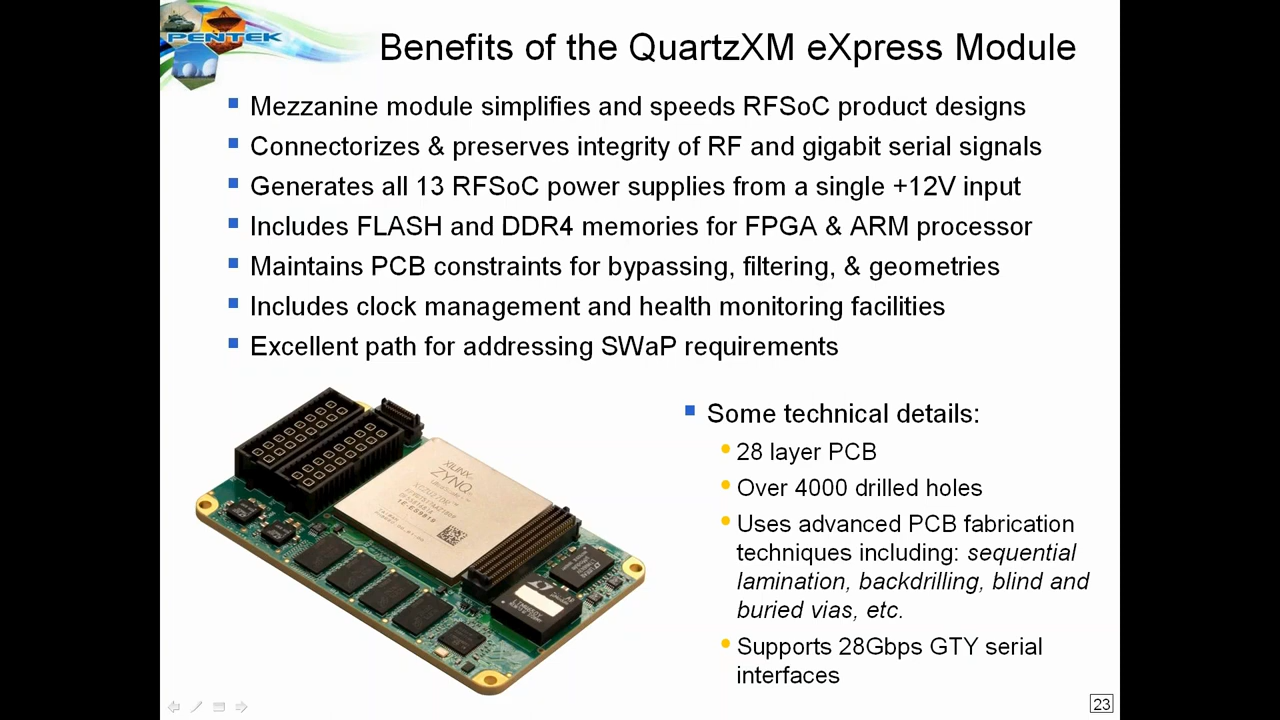 PENTEK
Benefits of the QuartzXM eXpress Module
Mezzanine module simplifies and speeds RFSoC product designs
Connectorizes & preserves integrity of RF and gigabit serial signals
Generates all 13 RFSoC power supplies from a single +12V input
Includes FLASH and DDR4 memories for FPGA & ARM processor
Maintains PCB constraints for bypassing, filtering, & geometries
Includes clock management and health monitoring facilities
Excellent path for addressing SWaP requirements
Some technical details:
28 layer PCB
Over 4000 drilled holes
Uses advanced PCB fabrication
techniques including: sequential
lamination, backdrilling, blind and
buried vias, etc.
Supports 28Gbps GTY serial
interfaces
XILINX
ZYNQ
23